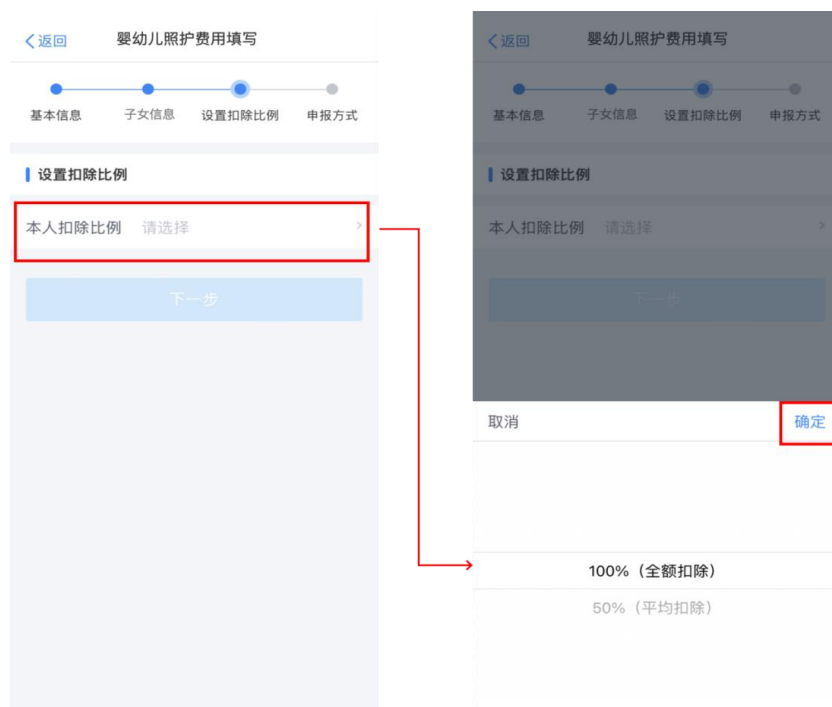 返回 婴幼儿照护费用填写
基本信息 子女信息 设置扣除比例 申报方式
设置扣除比例
本人扣除比例 请选择
下一步
返回 婴幼儿照护费用填写
基本信息 子女信息 设置扣除比例 申报方式
设置扣除比例
本人扣除比例 请选择
下一步
取消 确定
100%（全额扣除）
50%（平均扣除）